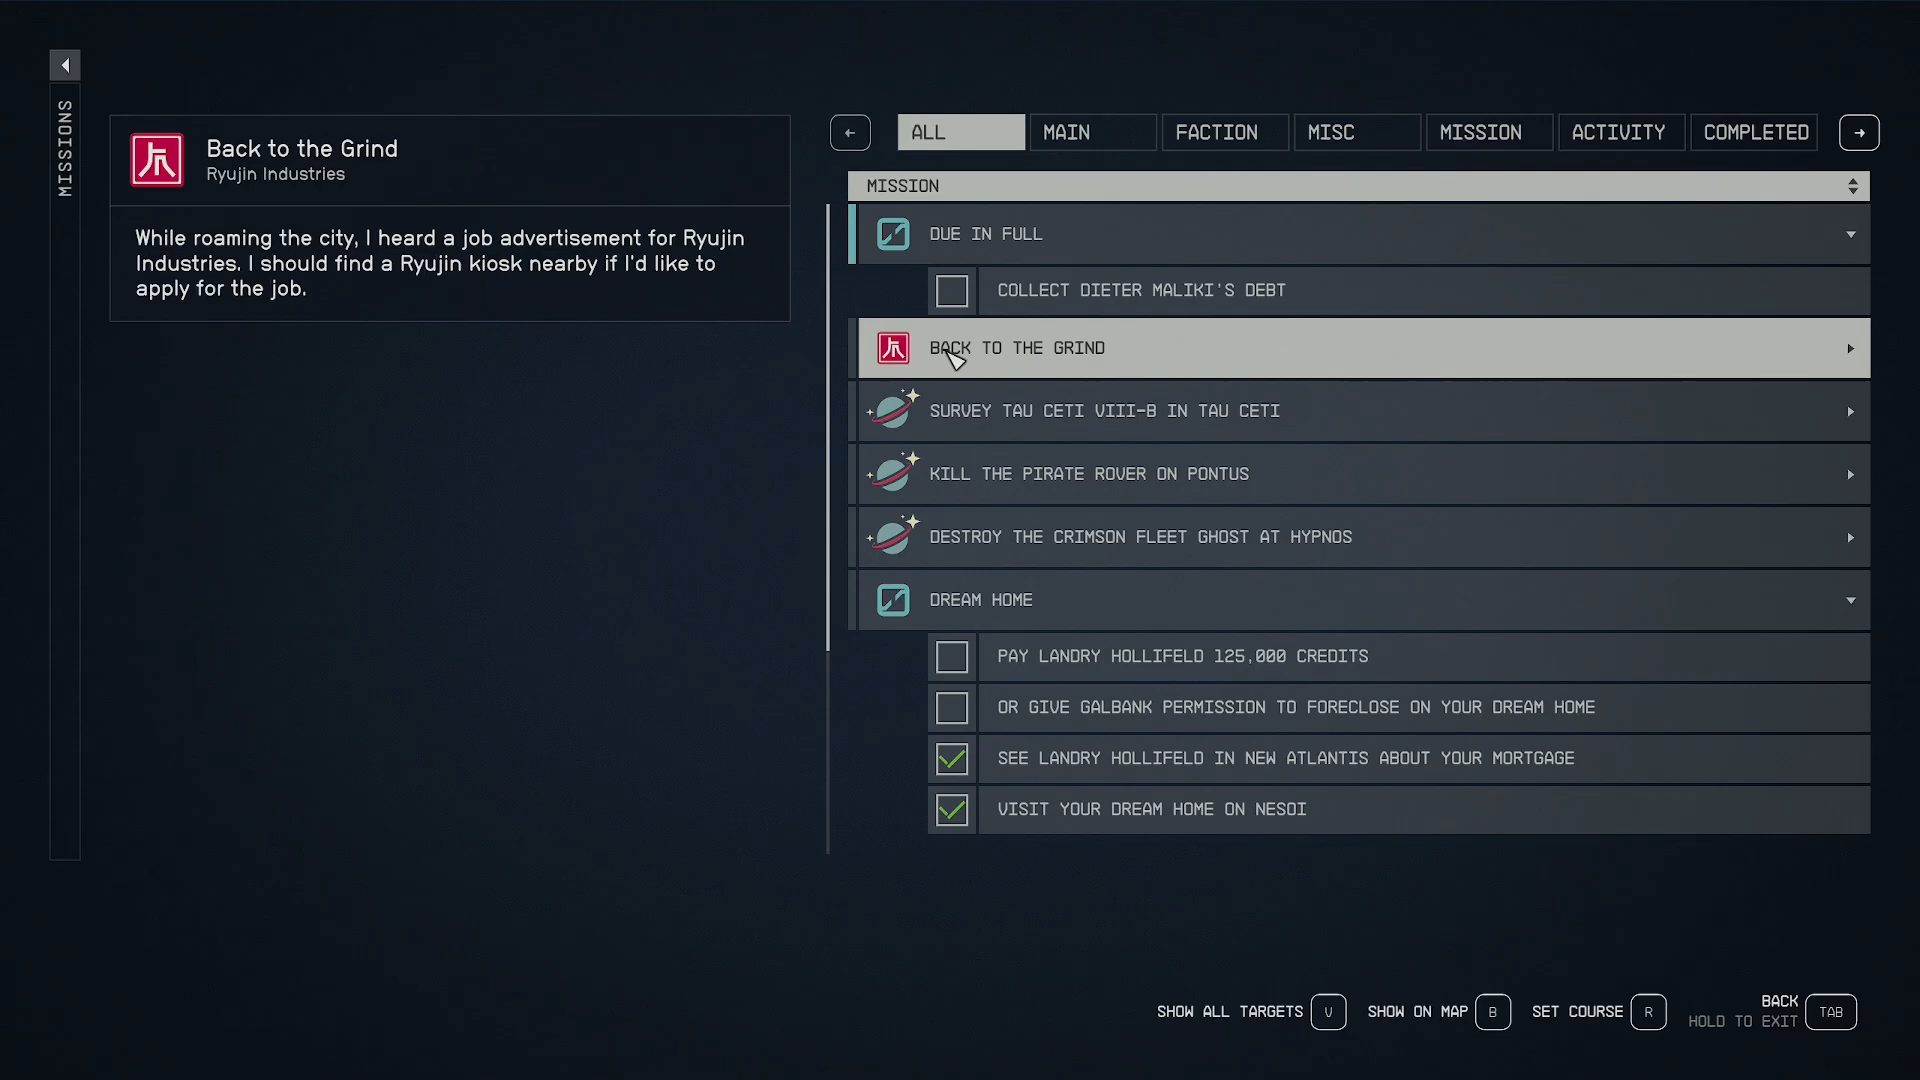 MISSIONS
Back to the Grind
Ryujin Industries
While roaming the city, I heard a job advertisement for Ryujin
Industries. I should find a Ryujin kiosk nearby if I'd like to
apply for the job.
ALL
MAIN
FACTION
MISC
MISSION
ACTIVITY
COMPLETED
MISSION
DUE IN FULL
COLLECT DIETER MALIKI'S DEBT
BACK TO THE GRIND
SURVEY TAU CETI VIII-B IN TAU CETI
KILL THE PIRATE ROVER ON PONTUS
DESTROY THE CRIMSON FLEET GHOST AT HYPNOS
DREAM HOME
PAY LANDRY HOLLIFELD 125,000 CREDITS
OR GIVE GALBANK PERMISSION TO FORECLOSE ON YOUR DREAM HOME
SEE LANDRY HOLLIFELD IN NEW ATLANTIS ABOUT YOUR MORTGAGE
VISIT YOUR DREAM HOME ON NESOI
SHOW ALL TARGETS V
SHOW ON MAP B
SET COURSE R
BACK
HOLD TO EXIT TAB